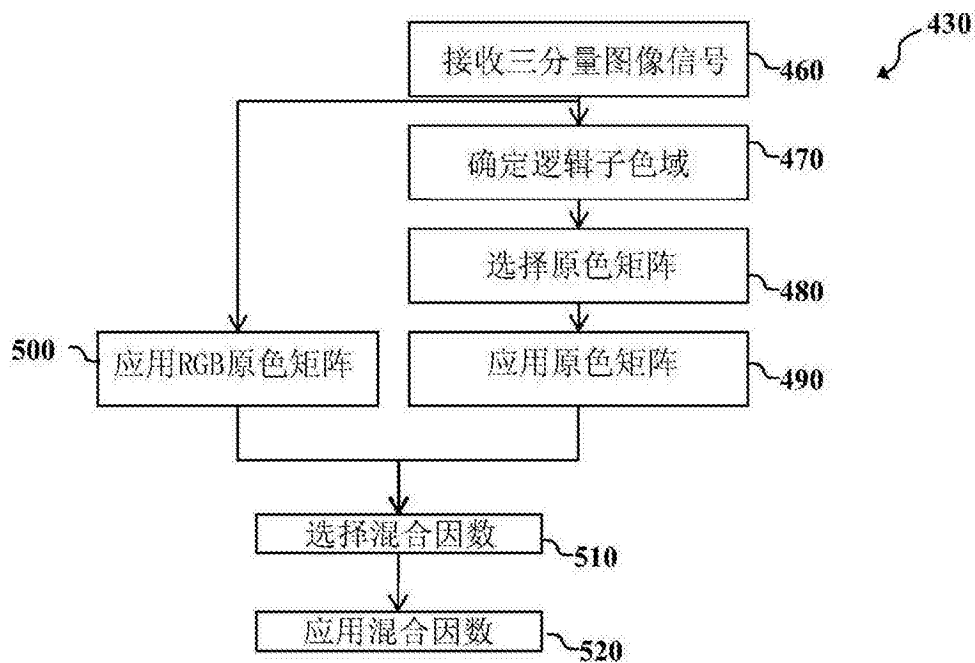 430
接收三分量图像信号
460
确定逻辑子色域
470
选择原色矩阵
480
500
应用RGB原色矩阵
应用原色矩阵
490
选择混合因数
510
应用混合因数
520